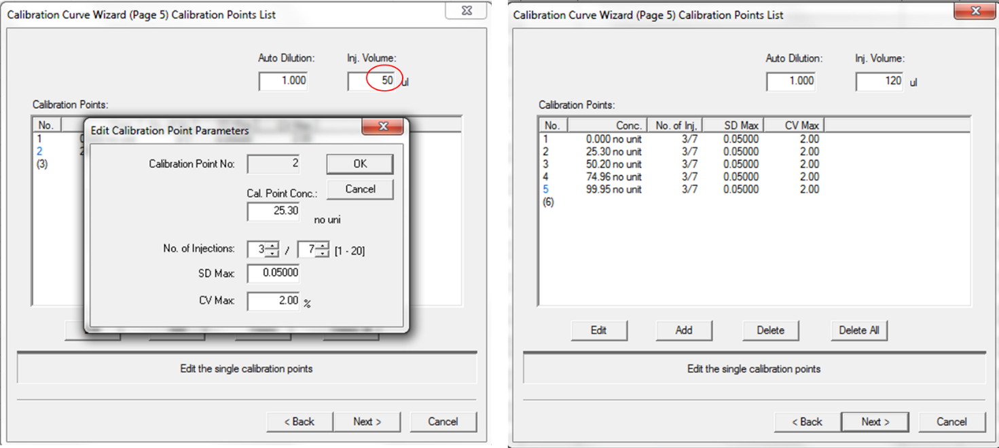 Calibration Curve Wizard (Page 5) Calibration Points List
Auto Dilution: Inj. Volume:
1.000 50 ul
Calibration Points:
No.
1
2
(3)
Edit Calibration Point Parameters
Calibration Point No: 2 OK
Cancel
Cal. Point Conc.:
25.30 no uni
No. of Injections: 3 / 7 [1 - 20]
SD Max: 0.05000
CV Max: 2.00 %
Edit the single calibration points
< Back Next > Cancel
Calibration Curve Wizard (Page 5) Calibration Points List
Auto Dilution: Inj. Volume:
1.000 120 ul
Calibration Points:
No. Conc. No. of Inj. SD Max CV Max
1 0.000 no unit 3/7 0.05000 2.00
2 25.30 no unit 3/7 0.05000 2.00
3 50.20 no unit 3/7 0.05000 2.00
4 74.96 no unit 3/7 0.05000 2.00
5 99.95 no unit 3/7 0.05000 2.00
(6)
Edit Add Delete Delete All
Edit the single calibration points
< Back Next > Cancel